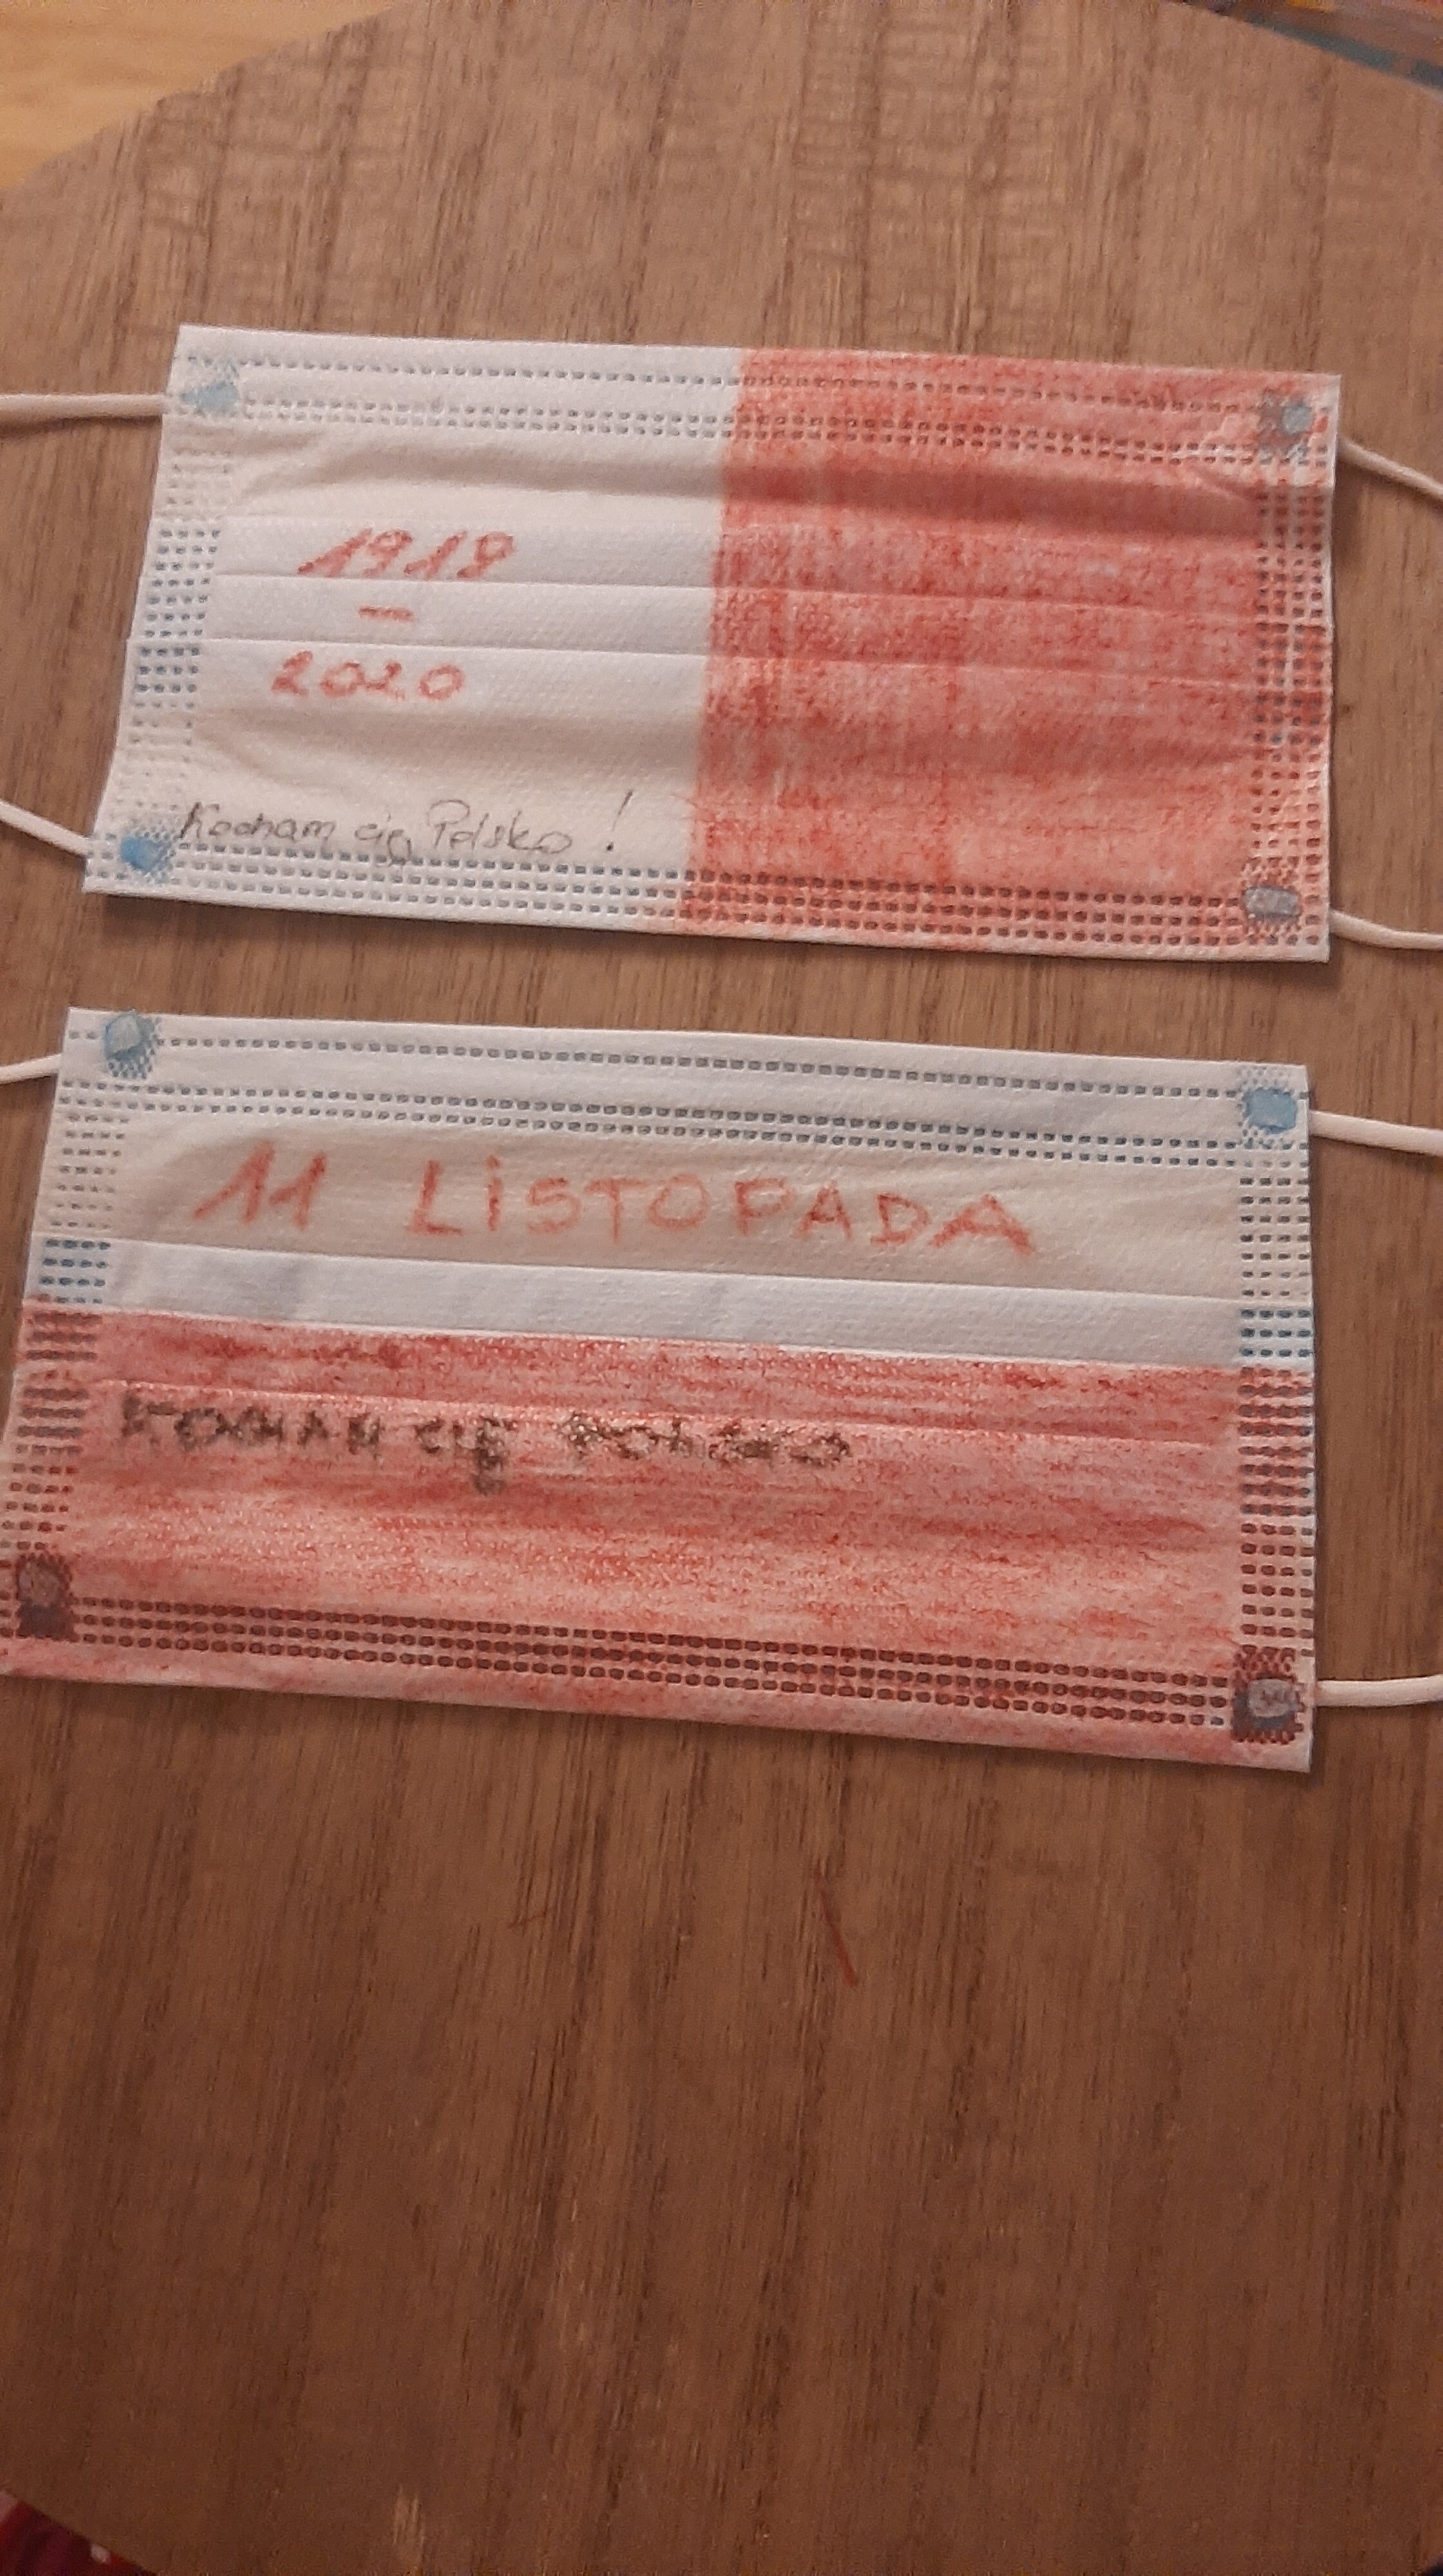 1918
—
2020
Kocham cię Polsko!
11 LISTOPADA
KOCHAM CIĘ POLSKO